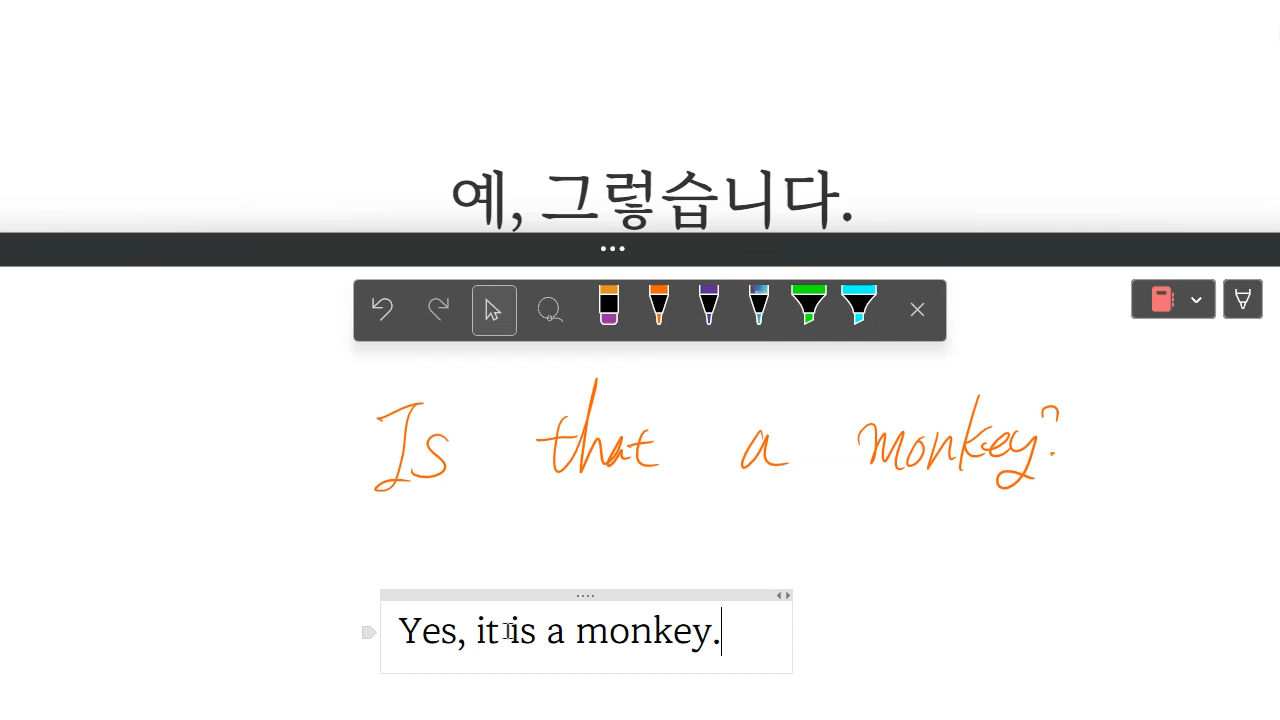 예, 그렇습니다.
Is that a monkey?
Yes, it is a monkey.